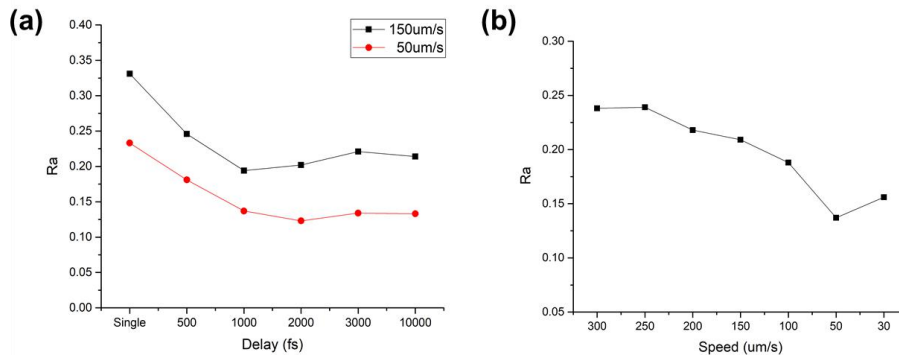 (a)
0.40
0.35
0.30
0.25
0.20
0.15
0.10
0.05
0.00
Ra
150um/s
50um/s
Single 500 1000 2000 3000 10000
Delay (fs)
(b)
0.30
0.25
0.20
0.15
0.10
0.05
Ra
300 250 200 150 100 50 30
Speed (um/s)